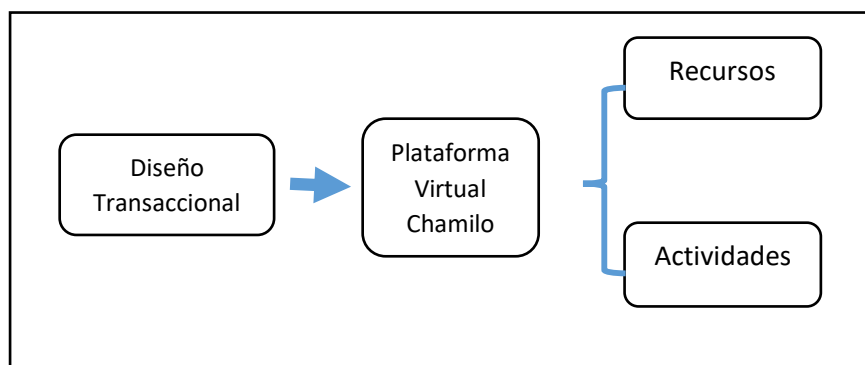 Diseño
Transaccional
Plataforma
Virtual
Chamilo
Recursos
Actividades